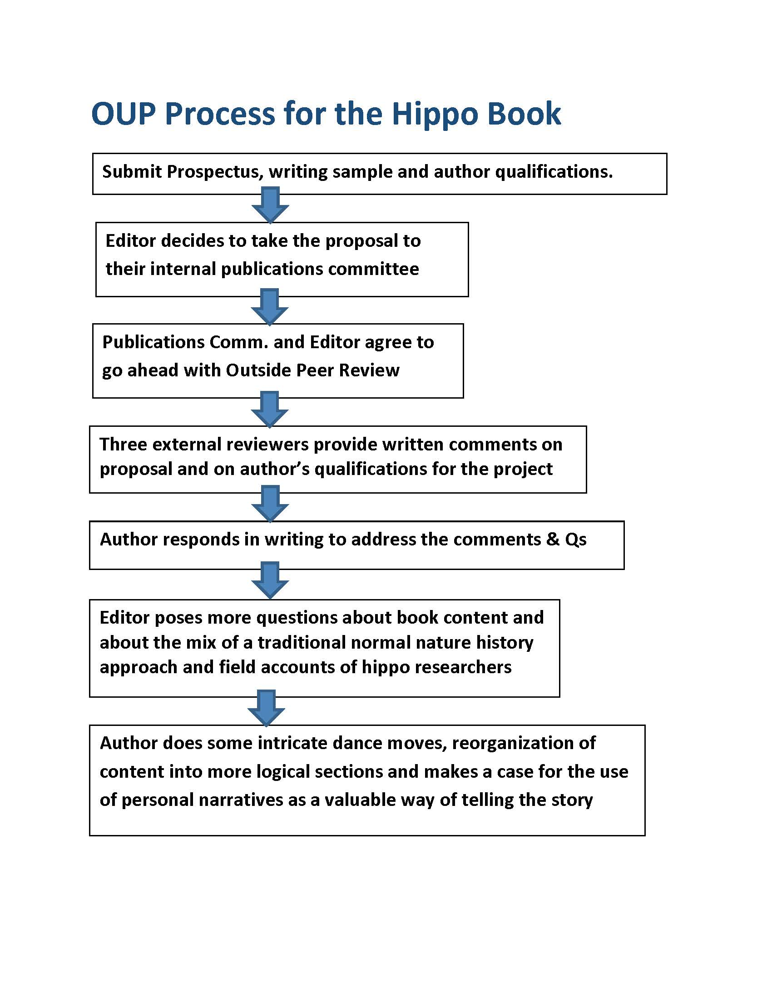 OUP Process for the Hippo Book
Submit Prospectus, writing sample and author qualifications.
Editor decides to take the proposal to
their internal publications committee
Publications Comm. and Editor agree to
go ahead with Outside Peer Review
Three external reviewers provide written comments on
proposal and on author’s qualifications for the project
Author responds in writing to address the comments & Qs
Editor poses more questions about book content and
about the mix of a traditional normal nature history
approach and field accounts of hippo researchers
Author does some intricate dance moves, reorganization of
content into more logical sections and makes a case for the use
of personal narratives as a valuable way of telling the story